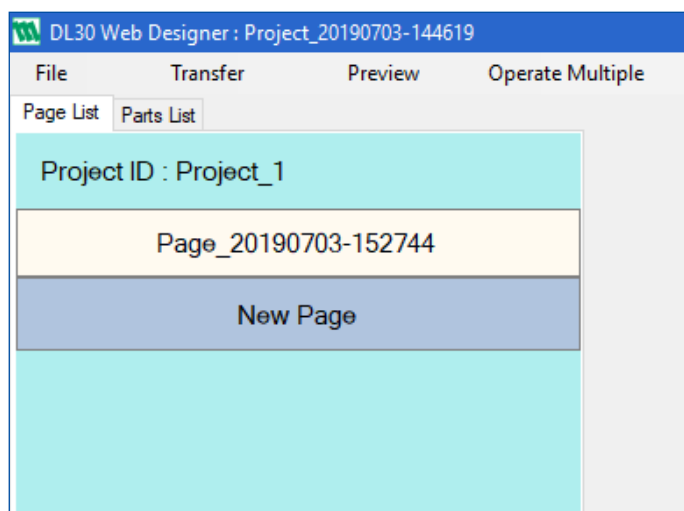 DL30 Web Designer : Project_20190703-144619
File Transfer Preview Operate Multiple
Page List Parts List
Project ID : Project_1
Page_20190703-152744
New Page